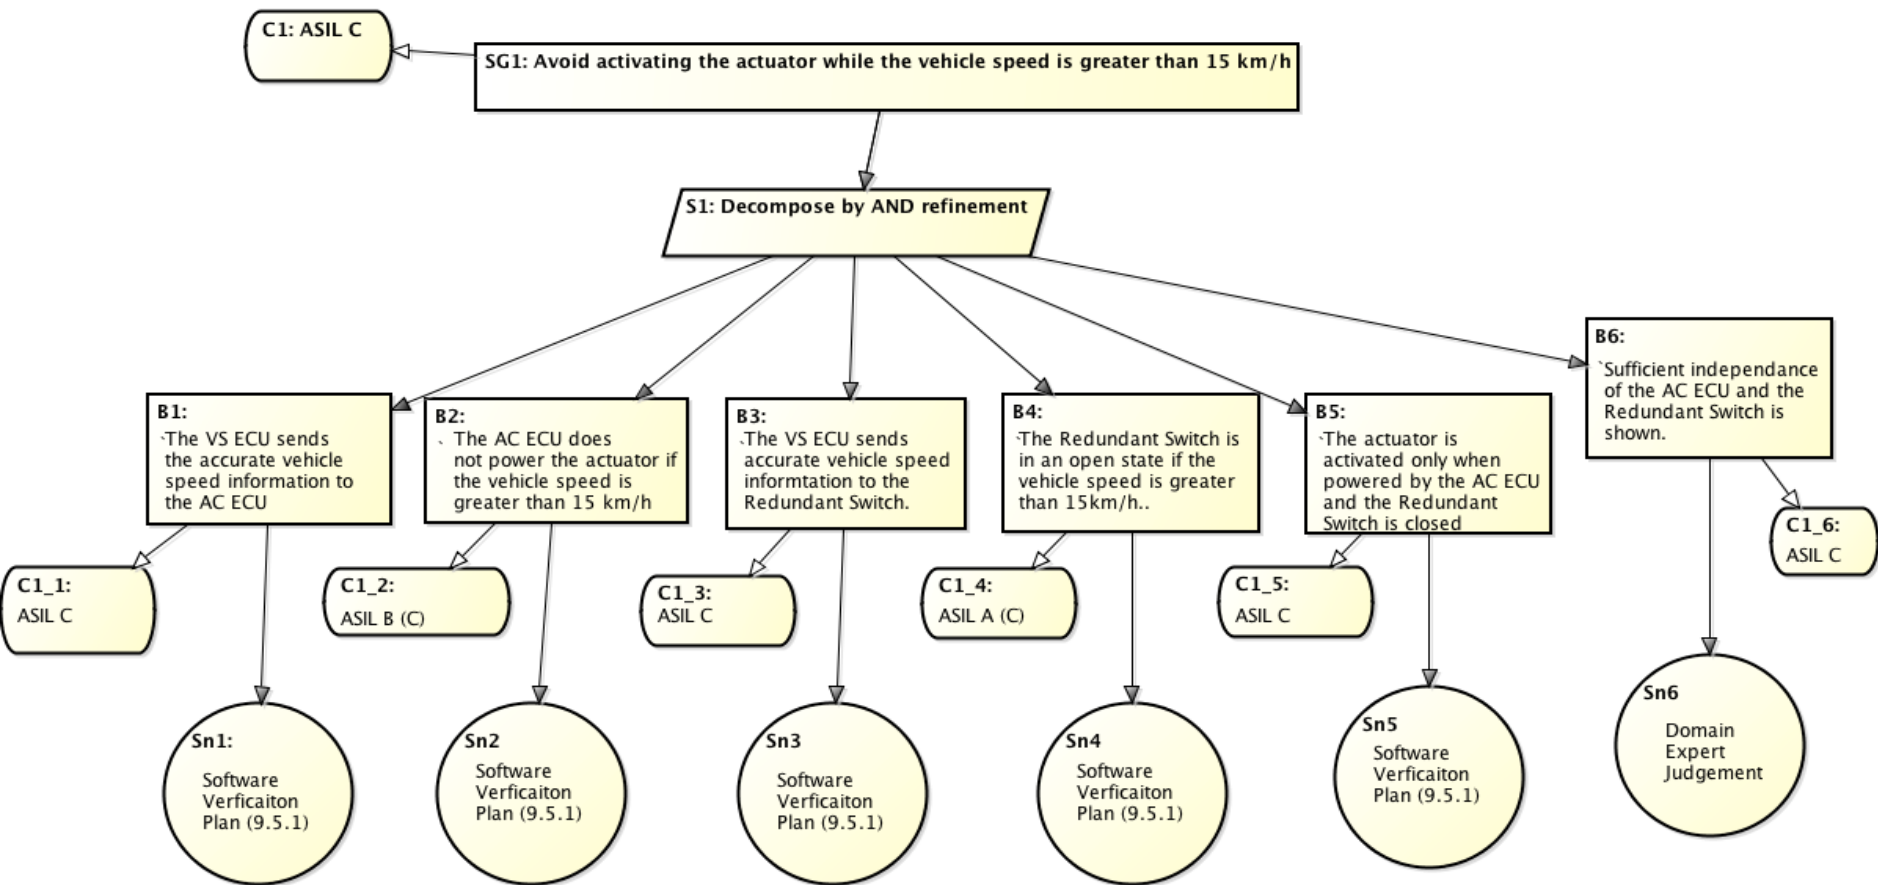 C1: ASIL C
SG1: Avoid activating the actuator while the vehicle speed is greater than 15 km/h
S1: Decompose by AND refinement
B1:
`The VS ECU sends
the accurate vehicle
speed information to
the AC ECU
B2:
` The AC ECU does
not power the actuator if
the vehicle speed is
greater than 15 km/h
B3:
`The VS ECU sends
accurate vehicle speed
informtation to the
Redundant Switch.
B4:
`The Redundant Switch is
in an open state if the
vehicle speed is greater
than 15km/h..
B5:
`The actuator is
activated only when
powered by the AC ECU
and the Redundant
Switch is closed
B6:
`Sufficient independance
of the AC ECU and the
Redundant Switch is
shown.
C1_1:
ASIL C
C1_2:
ASIL B (C)
C1_3:
ASIL C
C1_4:
ASIL A (C)
C1_5:
ASIL C
C1_6:
ASIL C
Sn1:
Software
Verficaiton
Plan (9.5.1)
Sn2
Software
Verficaiton
Plan (9.5.1)
Sn3
Software
Verficaiton
Plan (9.5.1)
Sn4
Software
Verficaiton
Plan (9.5.1)
Sn5
Software
Verficaiton
Plan (9.5.1)
Sn6
Domain
Expert
Judgement